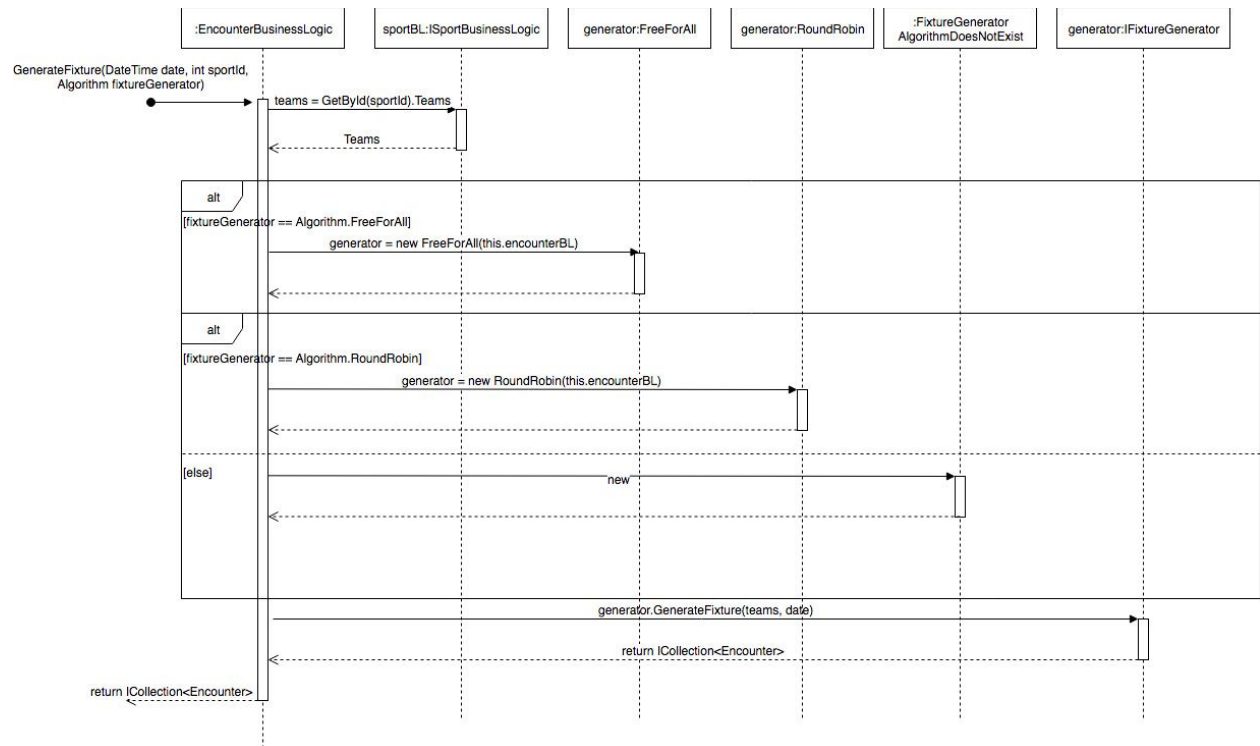 :EncounterBusinessLogic
sportBL:ISportBusinessLogic
generator:FreeForAll
generator:RoundRobin
:FixtureGenerator
AlgorithmDoesNotExist
generator:IFixtureGenerator
GenerateFixture(DateTime date, int sportId,
Algorithm fixtureGenerator)
teams = GetById(sportId).Teams
Teams
alt
[fixtureGenerator == Algorithm.FreeForAll]
generator = new FreeForAll(this.encounterBL)
alt
[fixtureGenerator == Algorithm.RoundRobin]
generator = new RoundRobin(this.encounterBL)
[else]
new
generator.GenerateFixture(teams, date)
return ICollection<Encounter>
return ICollection<Encounter>